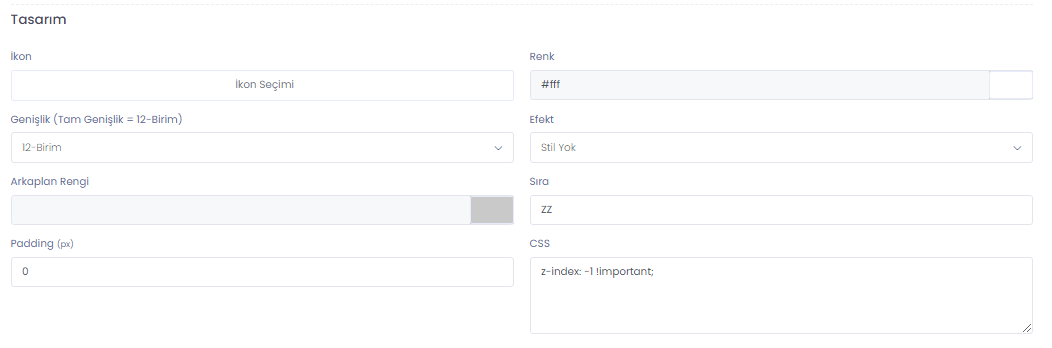 Tasarım
İkon
İkon Seçimi
Renk
#fff
Genişlik (Tam Genişlik = 12-Birim)
12-Birim
Efekt
Stil Yok
Arkaplan Rengi
Sıra
ZZ
Padding (px)
0
CSS
z-index: -1 !important;